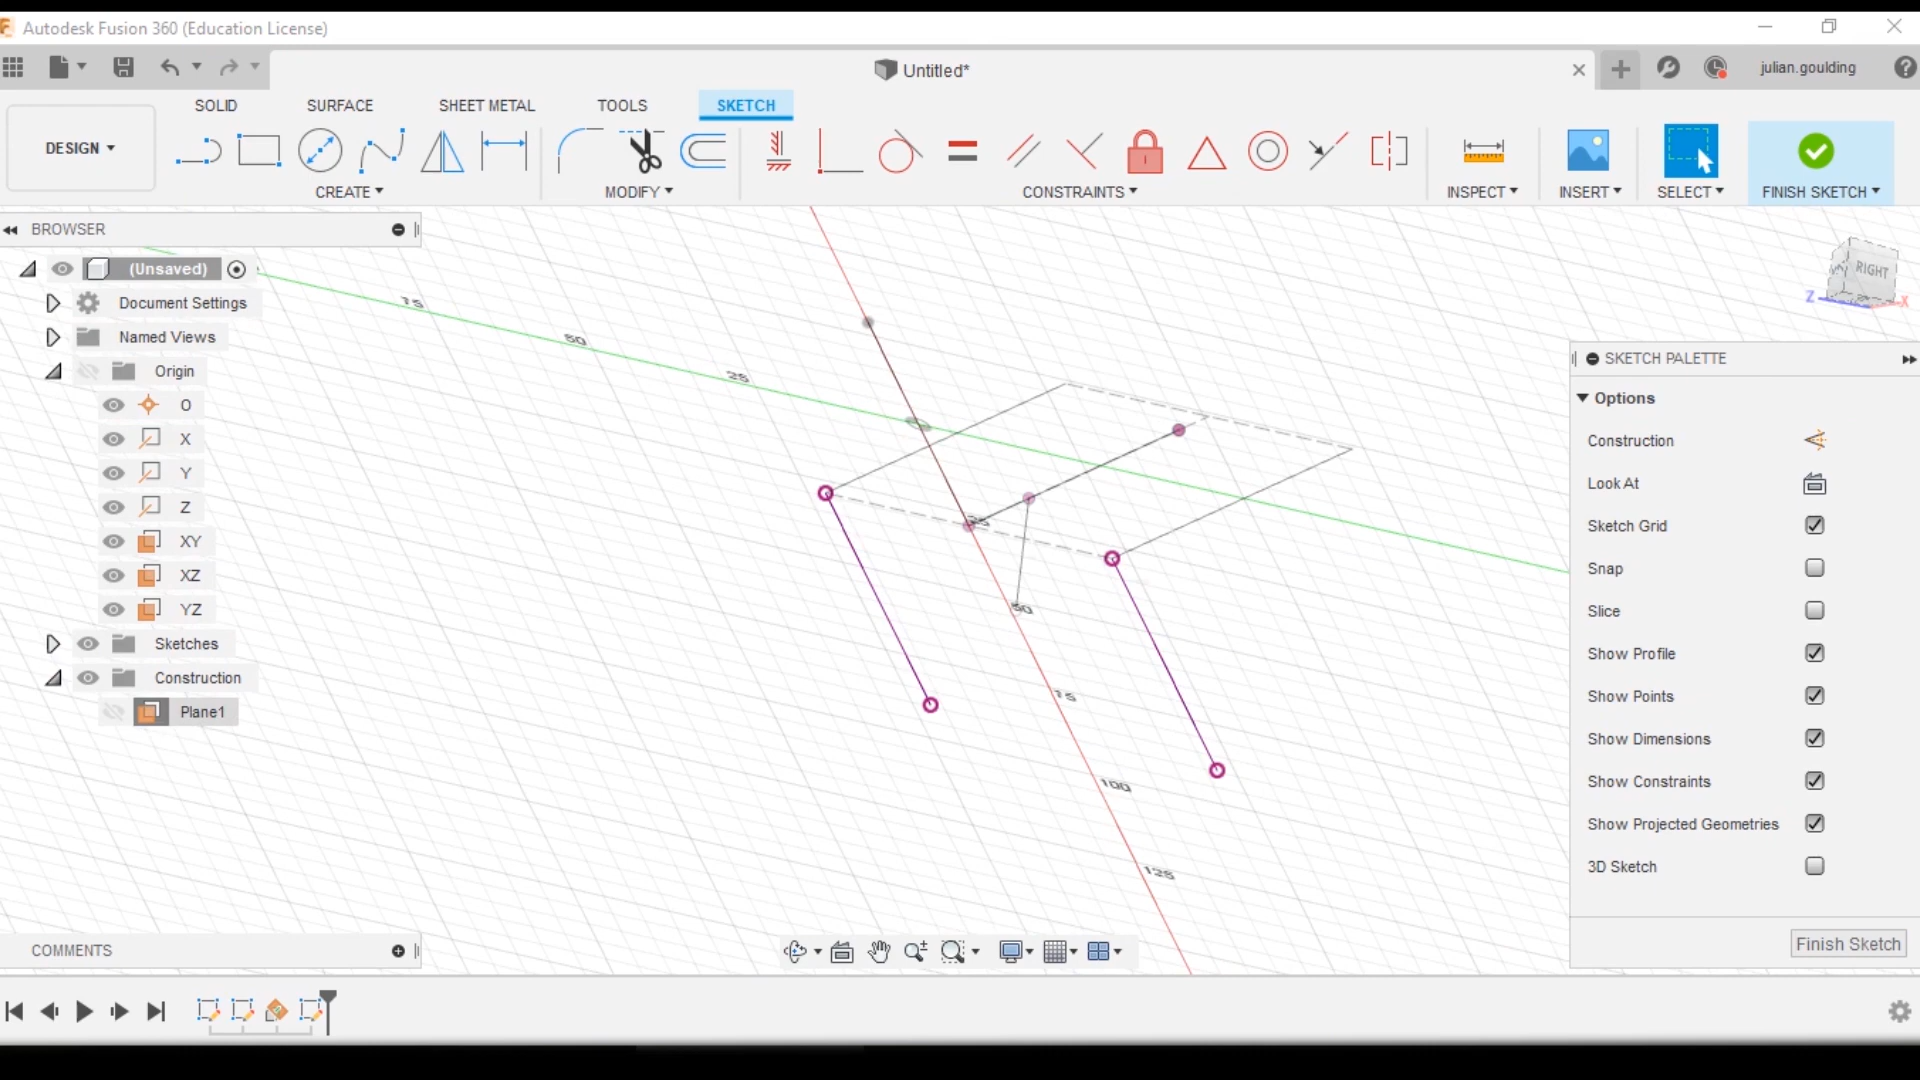 Autodesk Fusion 360 (Education License)
Untitled*
julian.goulding
SOLID SURFACE SHEET METAL TOOLS SKETCH
DESIGN
CREATE MODIFY CONSTRAINTS INSPECT INSERT SELECT FINISH SKETCH
BROWSER
(Unsaved)
Document Settings
Named Views
Origin
O
X
Y
Z
XY
XZ
YZ
Sketches
Construction
Plane1
75
50
25
25
50
75
100
125
RIGHT
Z
X
SKETCH PALETTE
Options
Construction
Look At
Sketch Grid
Snap
Slice
Show Profile
Show Points
Show Dimensions
Show Constraints
Show Projected Geometries
3D Sketch
Finish Sketch
COMMENTS